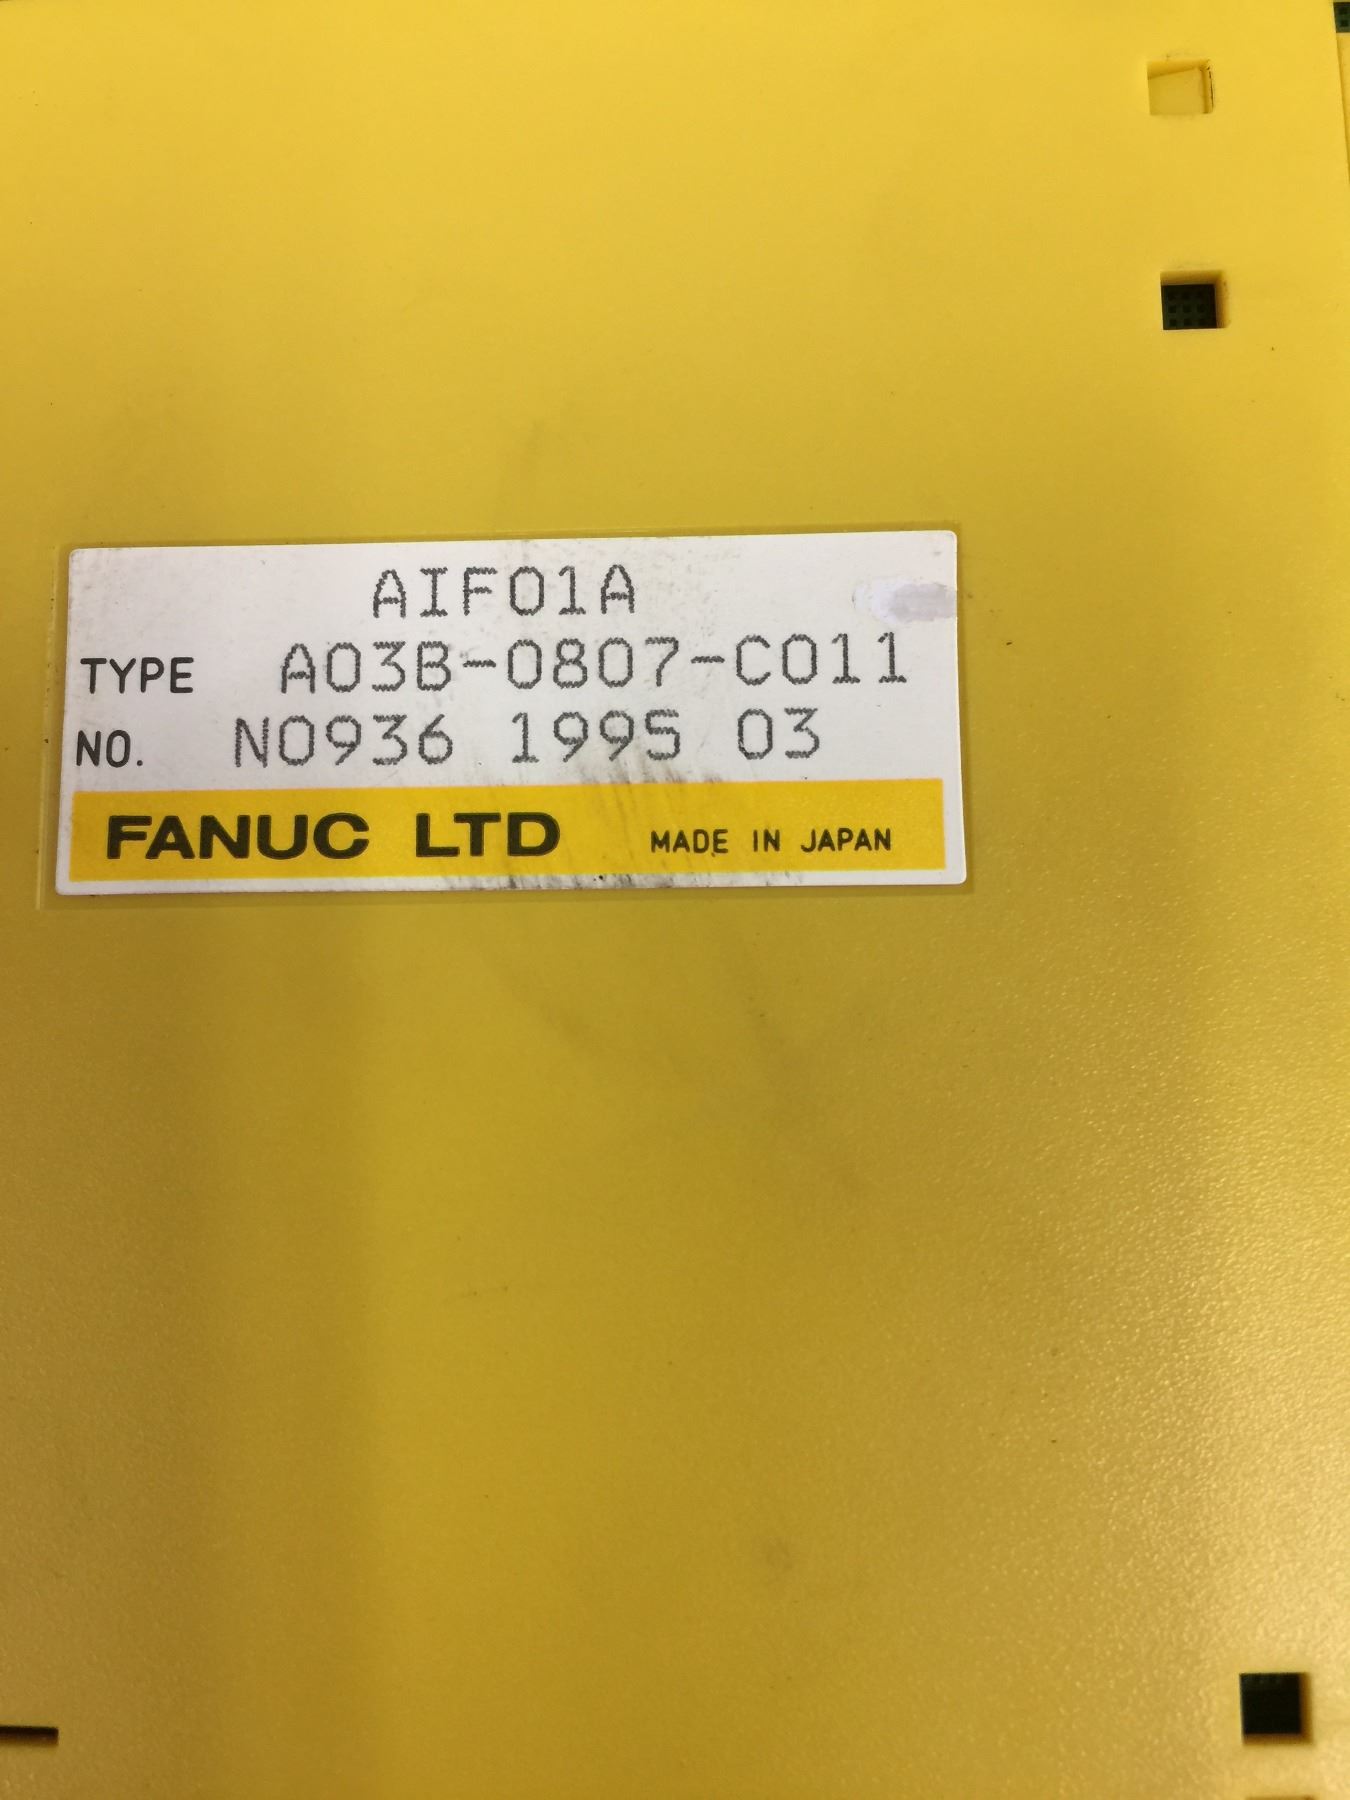 AIF01A
TYPE A03B-0807-C011
NO. N0936 1995 03
FANUC LTD MADE IN JAPAN